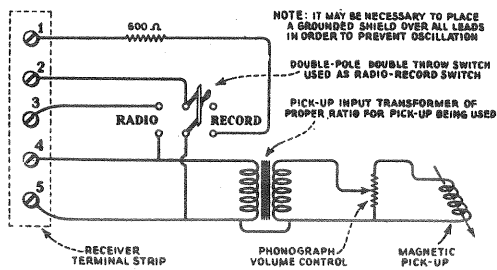 1
600 Ω
NOTE: IT MAY BE NECESSARY TO PLACE
A GROUNDED SHIELD OVER ALL LEADS
IN ORDER TO PREVENT OSCILLATION
2
DOUBLE-POLE DOUBLE THROW SWITCH
USED AS RADIO-RECORD SWITCH
3
RADIO
RECORD
PICK-UP INPUT TRANSFORMER OF
PROPER RATIO FOR PICK-UP BEING USED
4
5
RECEIVER
TERMINAL STRIP
PHONOGRAPH
VOLUME CONTROL
MAGNETIC
PICK-UP